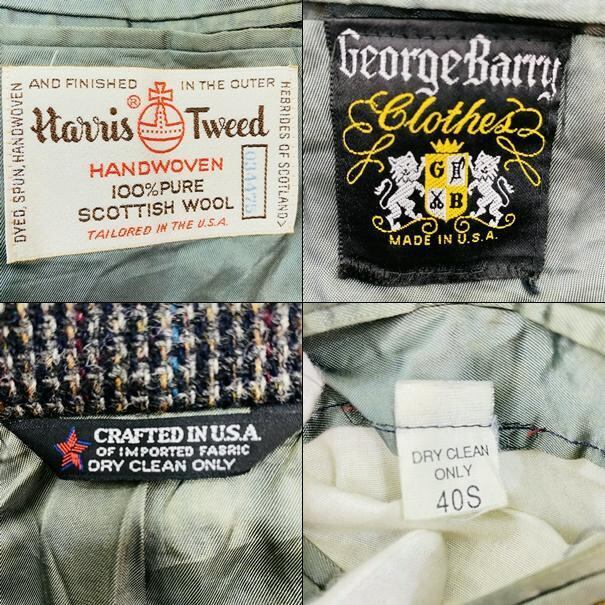 AND FINISHED IN THE OUTER
HEBRIDES OF SCOTLAND
DYED, SPUN, HANDWOVEN
Harris® Tweed
HANDWOVEN
100% PURE
SCOTTISH WOOL
TAILORED IN THE U.S.A.
George Barry
Clothes
G
B
MADE IN U.S.A.
CRAFTED IN U.S.A.
OF IMPORTED FABRIC
DRY CLEAN ONLY
DRY CLEAN
ONLY
40S